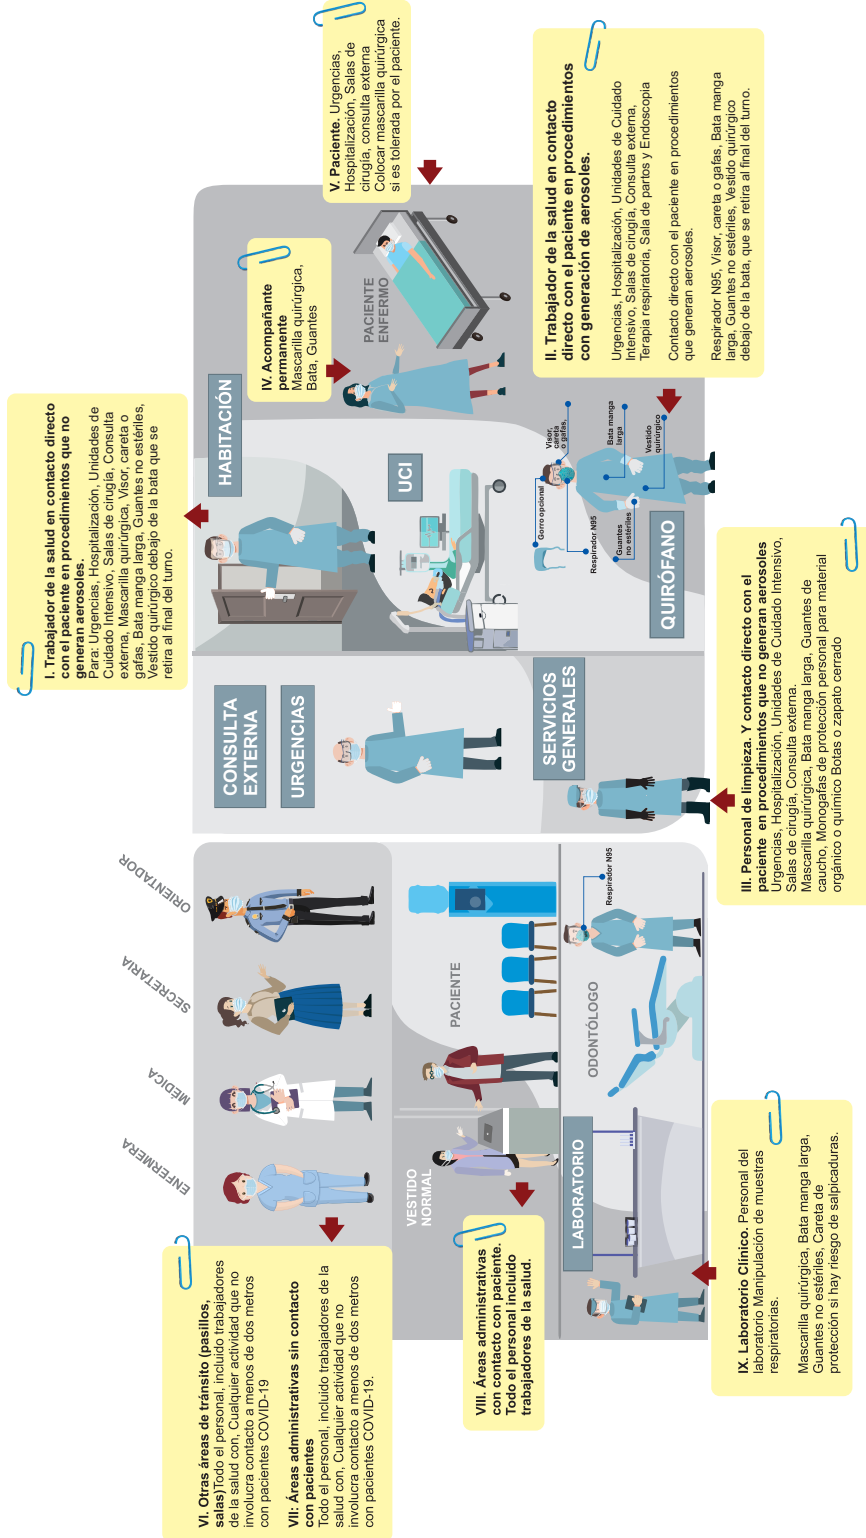 VI. Otras áreas de tránsito (pasillos,
salas)Todo el personal, incluido trabajadores
de la salud con, Cualquier actividad que no
involucra contacto a menos de dos metros
con pacientes COVID-19
VII: Áreas administrativas sin contacto
con pacientes
Todo el personal, incluido trabajadores de la
salud con, Cualquier actividad que no
involucra contacto a menos de dos metros
con pacientes COVID-19.
ENFERMERA
MÉDICA
SECRETARIA
ORIENTADOR
I. Trabajador de la salud en contacto directo
con el paciente en procedimientos que no
generan aerosoles.
Para: Urgencias, Hospitalización, Unidades de
Cuidado Intensivo, Salas de cirugía, Consulta
externa, Mascarilla quirúrgica, Visor, careta o
gafas, Bata manga larga, Guantes no estériles,
Vestido quirúrgico debajo de la bata que se
retira al final del turno.
CONSULTA
EXTERNA
URGENCIAS
HABITACIÓN
IV. Acompañante
permanente
Mascarilla quirúrgica,
Bata, Guantes
V. Paciente. Urgencias,
Hospitalización, Salas de
cirugía, consulta externa
Colocar mascarilla quirúrgica
si es tolerada por el paciente.
PACIENTE
ENFERMO
UCI
VIII. Áreas administrativas
con contacto con paciente.
Todo el personal incluido
trabajadores de la salud.
VESTIDO
NORMAL
PACIENTE
SERVICIOS
GENERALES
LABORATORIO
ODONTÓLOGO
Respirador N95
QUIRÓFANO
Gorro opcional
Visor,
careta
o gafas,
Respirador N95
Bata manga
larga
Guantes
no estériles
Vestido
quirúrgico
II. Trabajador de la salud en contacto
directo con el paciente en procedimientos
con generación de aerosoles.
Urgencias, Hospitalización, Unidades de Cuidado
Intensivo, Salas de cirugía, Consulta externa,
Terapia respiratoria, Sala de partos y Endoscopia
Contacto directo con el paciente en procedimientos
que generan aerosoles.
Respirador N95, Visor, careta o gafas, Bata manga
larga, Guantes no estériles, Vestido quirúrgico
debajo de la bata, que se retira al final del turno.
IX. Laboratorio Clínico. Personal del
laboratorio Manipulación de muestras
respiratorias.
Mascarilla quirúrgica, Bata manga larga,
Guantes no estériles, Careta de
protección si hay riesgo de salpicaduras.
III. Personal de limpieza. Y contacto directo con el
paciente en procedimientos que no generan aerosoles
Urgencias, Hospitalización, Unidades de Cuidado Intensivo,
Salas de cirugía, Consulta externa.
Mascarilla quirúrgica, Bata manga larga, Guantes de
caucho, Monogafas de protección personal para material
orgánico o químico Botas o zapato cerrado